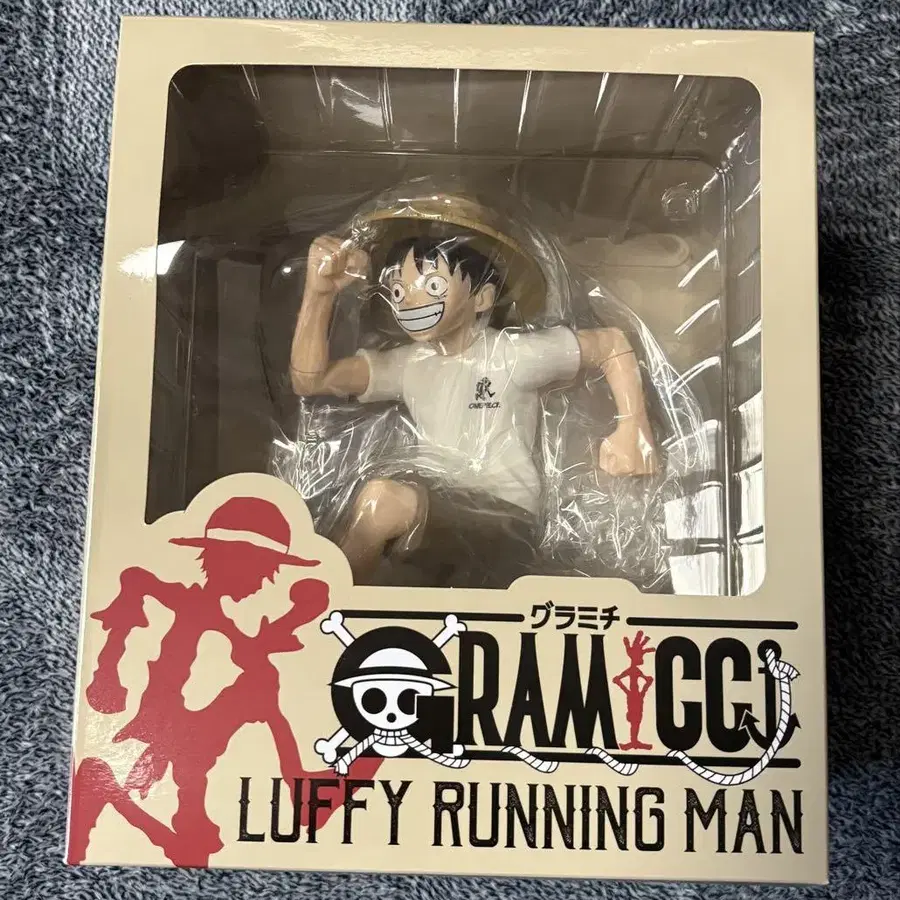 ONE PIECE
グラミチ
GRAMICCI
LUFFY RUNNING MAN